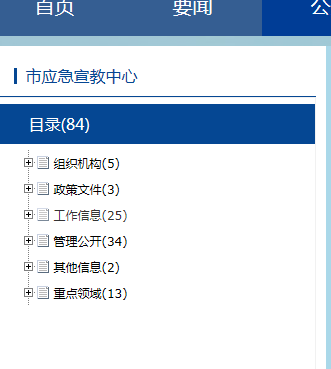 首页 要闻 公
市应急宣教中心
目录(84)
组织机构(5)
政策文件(3)
工作信息(25)
管理公开(34)
其他信息(2)
重点领域(13)